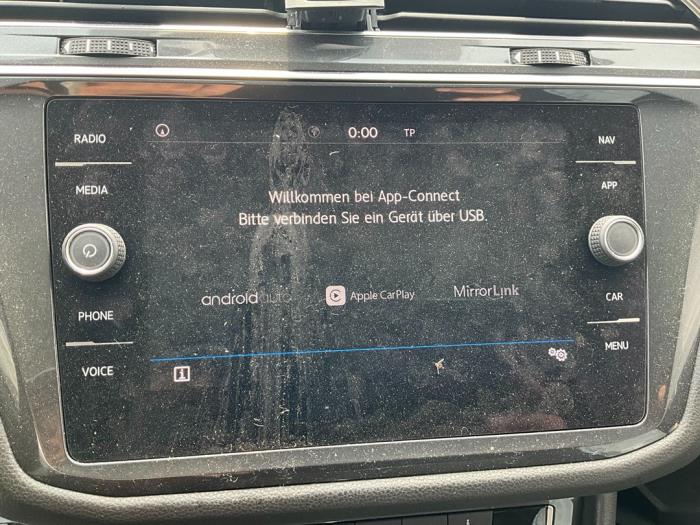 RADIO
MEDIA
PHONE
VOICE
0:00 TP
Willkommen bei App-Connect
Bitte verbinden Sie ein Gerät über USB.
androidauto
Apple CarPlay
MirrorLink
i
NAV
APP
CAR
MENU